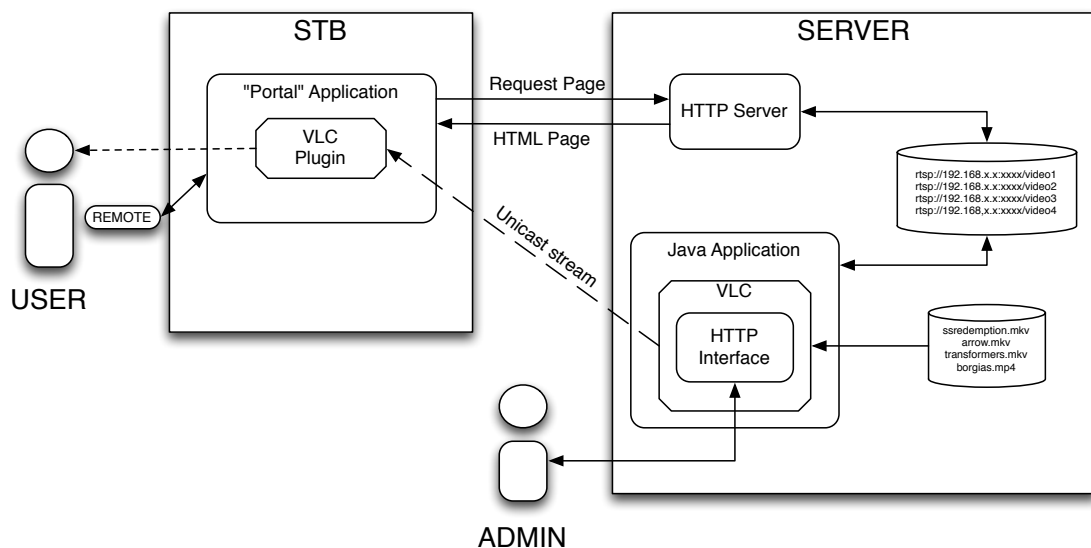 STB
SERVER
"Portal" Application
VLC
Plugin
Request Page
HTML Page
HTTP Server
rtsp://192.168.x.x:xxxx/video1
rtsp://192.168.x.x:xxxx/video2
rtsp://192.168.x.x:xxxx/video3
rtsp://192.168,x.x:xxxx/video4
REMOTE
USER
Unicast stream
Java Application
VLC
HTTP
Interface
ssredemption.mkv
arrow.mkv
transformers.mkv
borgias.mp4
ADMIN